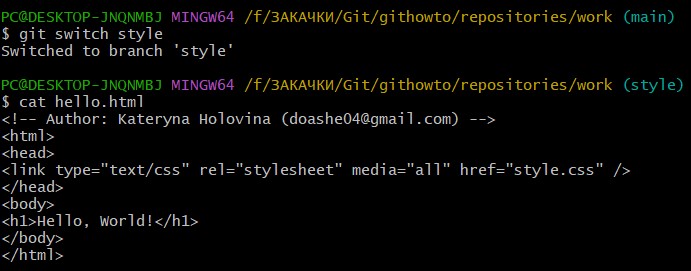 PC@DESKTOP-JNQNMBJ MINGW64 /f/ЗАКАЧКИ/Git/githowto/repositories/work (main)
$ git switch style
Switched to branch 'style'
PC@DESKTOP-JNQNMBJ MINGW64 /f/ЗАКАЧКИ/Git/githowto/repositories/work (style)
$ cat hello.html
<!-- Author: Kateryna Holovina (doashe04@gmail.com) -->
<html>
<head>
<link type="text/css" rel="stylesheet" media="all" href="style.css" />
</head>
<body>
<h1>Hello, World!</h1>
</body>
</html>